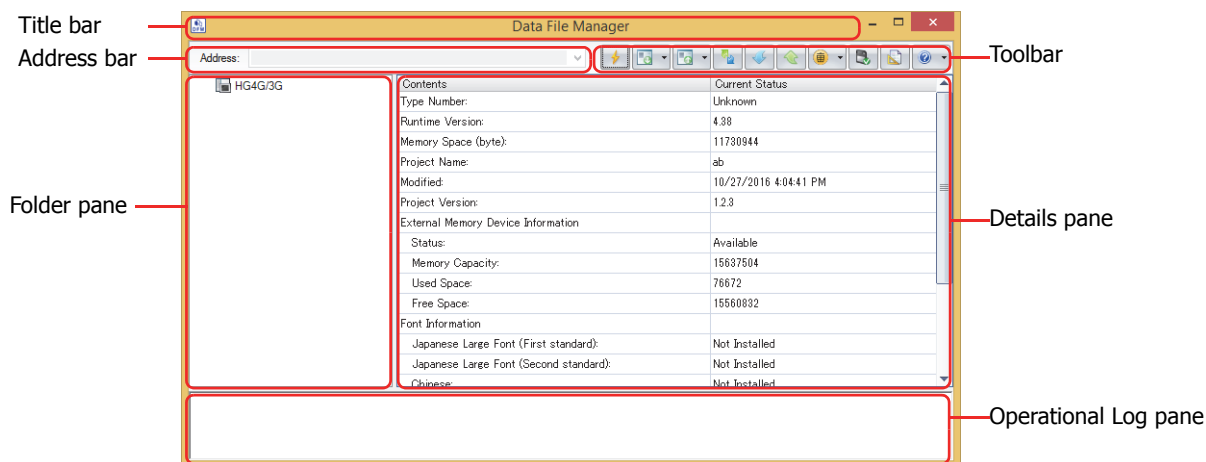 Title bar
Data File Manager
Address bar
Address:
Toolbar
HG4G/3G
Contents Current Status
Type Number: Unknown
Runtime Version: 4.38
Memory Space (byte): 11730944
Project Name: ab
Modified: 10/27/2016 4:04:41 PM
Project Version: 1.2.3
External Memory Device Information
Status: Available
Memory Capacity: 15637504
Used Space: 76672
Free Space: 15560832
Font Information
Japanese Large Font (First standard): Not Installed
Japanese Large Font (Second standard): Not Installed
Chinese: Not Installed
Folder pane
Details pane
Operational Log pane